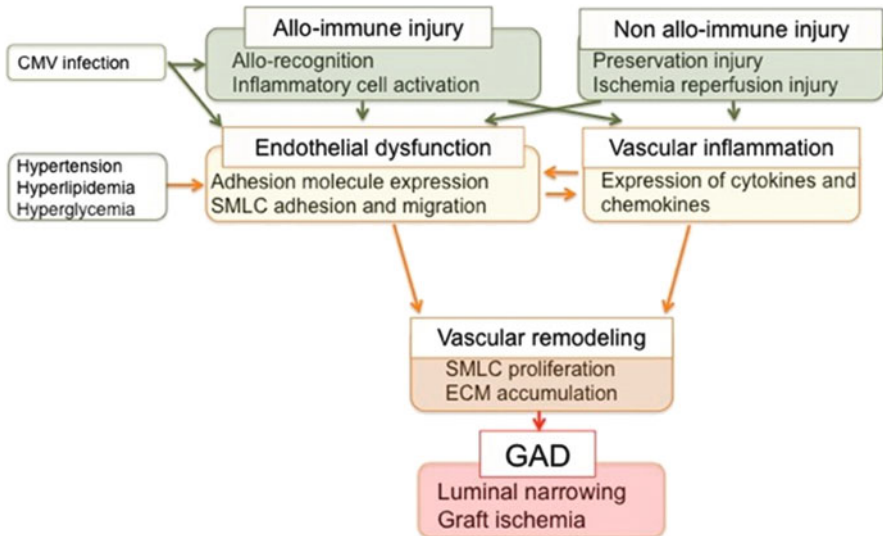 Allo-immune injury
Allo-recognition
Inflammatory cell activation
Non allo-immune injury
Preservation injury
Ischemia reperfusion injury
CMV infection
Hypertension
Hyperlipidemia
Hyperglycemia
Endothelial dysfunction
Adhesion molecule expression
SMLC adhesion and migration
Vascular inflammation
Expression of cytokines and
chemokines
Vascular remodeling
SMLC proliferation
ECM accumulation
GAD
Luminal narrowing
Graft ischemia